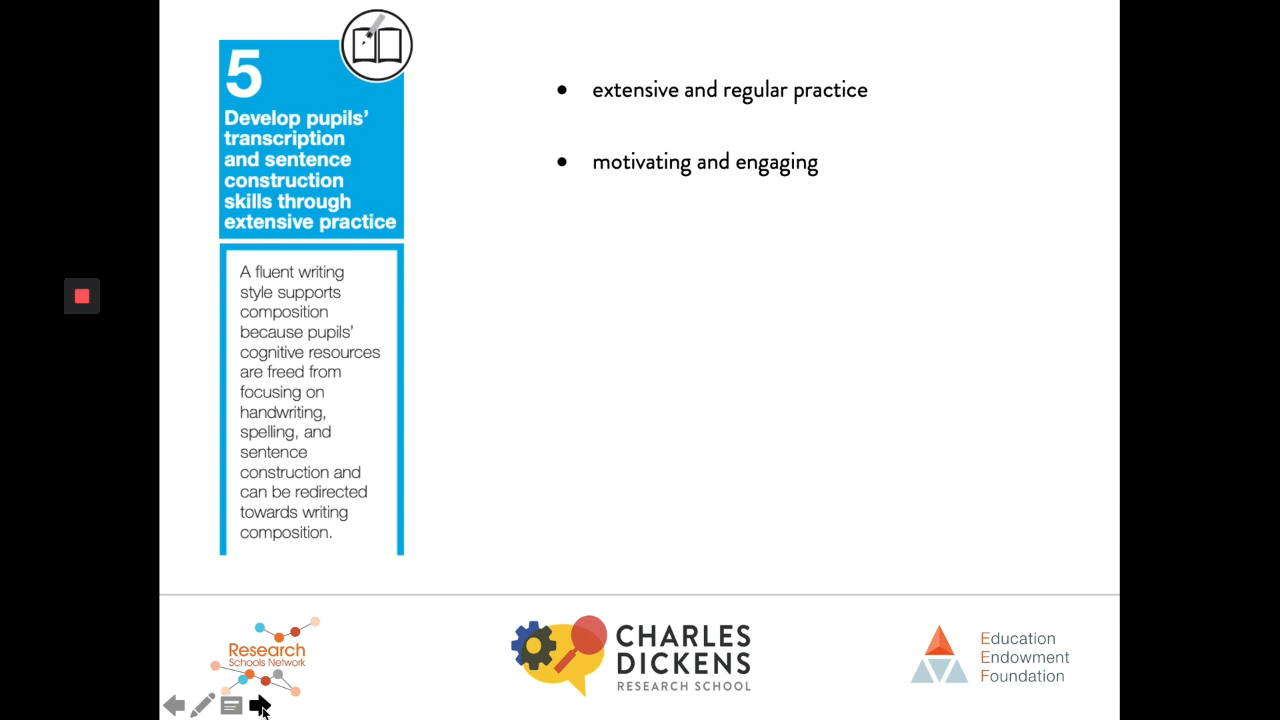 5
Develop pupils'
transcription
and sentence
construction
skills through
extensive practice
A fluent writing
style supports
composition
because pupils'
cognitive resources
are freed from
focusing on
handwriting,
spelling, and
sentence
construction and
can be redirected
towards writing
composition.
• extensive and regular practice
• motivating and engaging
Research
Schools Network
CHARLES
DICKENS
RESEARCH SCHOOL
Education
Endowment
Foundation